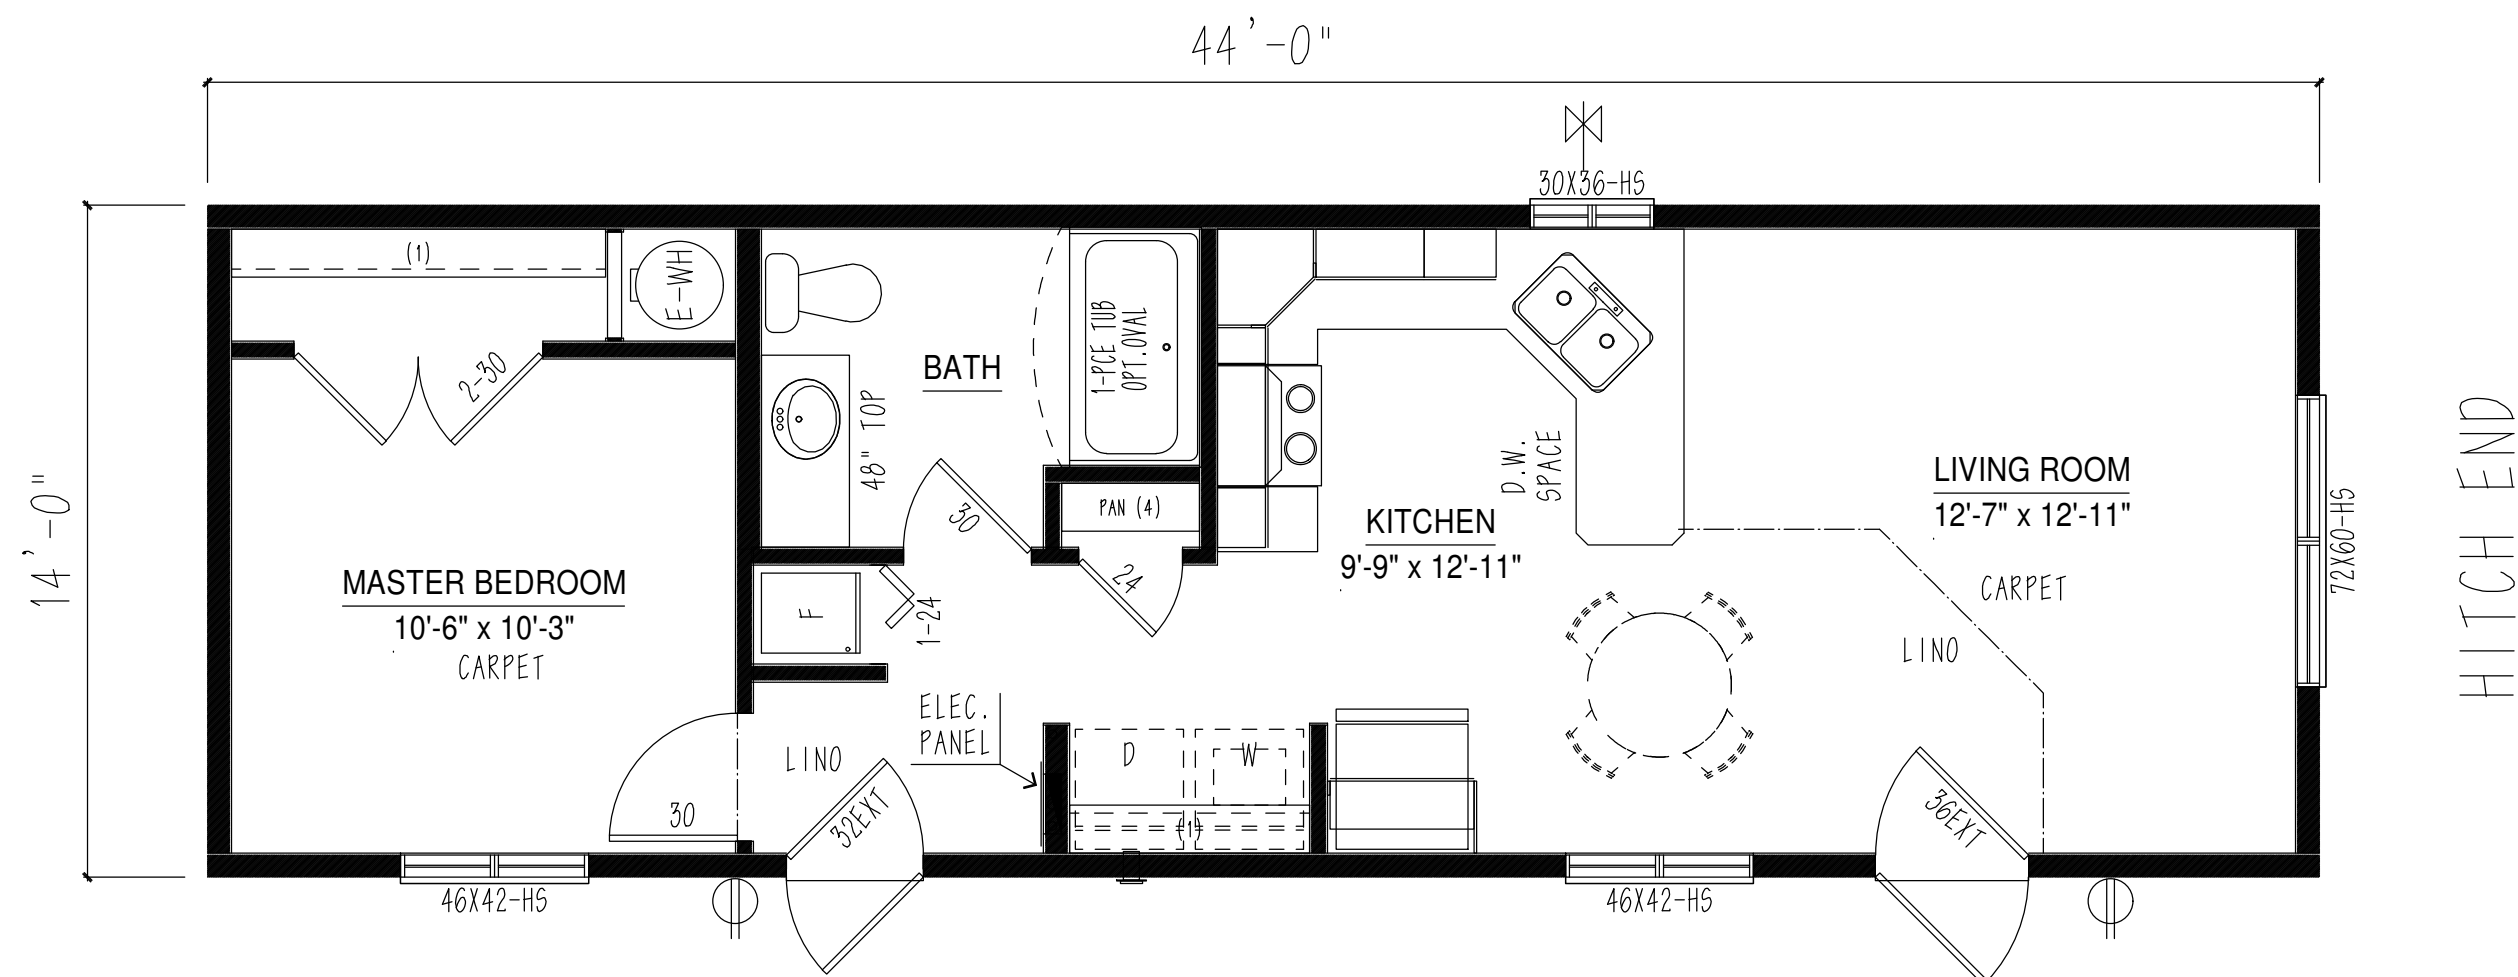 44'-0"
30X36-HS
(1)
E-WH
2-30
1-PCE TUB
OPT.OVAL
BATH
48" TOP
30
PAN (4)
24
D.W.
SPACE
KITCHEN
9'-9" x 12'-11"
LIVING ROOM
12'-7" x 12'-11"
CARPET
LINO
72X60-HS
HITCH END
14'-0"
MASTER BEDROOM
10'-6" x 10'-3"
CARPET
F
1-24
ELEC.
PANEL
LINO
30
32EXT
D
W
(1)
36EXT
46X42-HS
46X42-HS